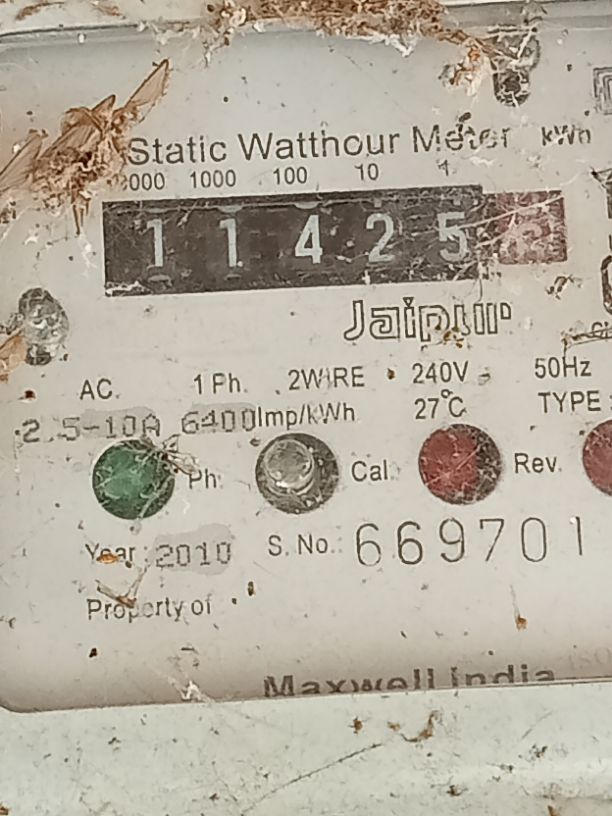 Static Watthour Meter kWh
1000 100 10 1
1 1 4 2 5
Jaipur
AC. 1 Ph. 2WIRE 240V 50Hz
2.5-10A 6400Imp/kWh 27°C TYPE
Ph. Cal. Rev.
Year: 2010 S. No.: 669701
Property of
Maxwell India